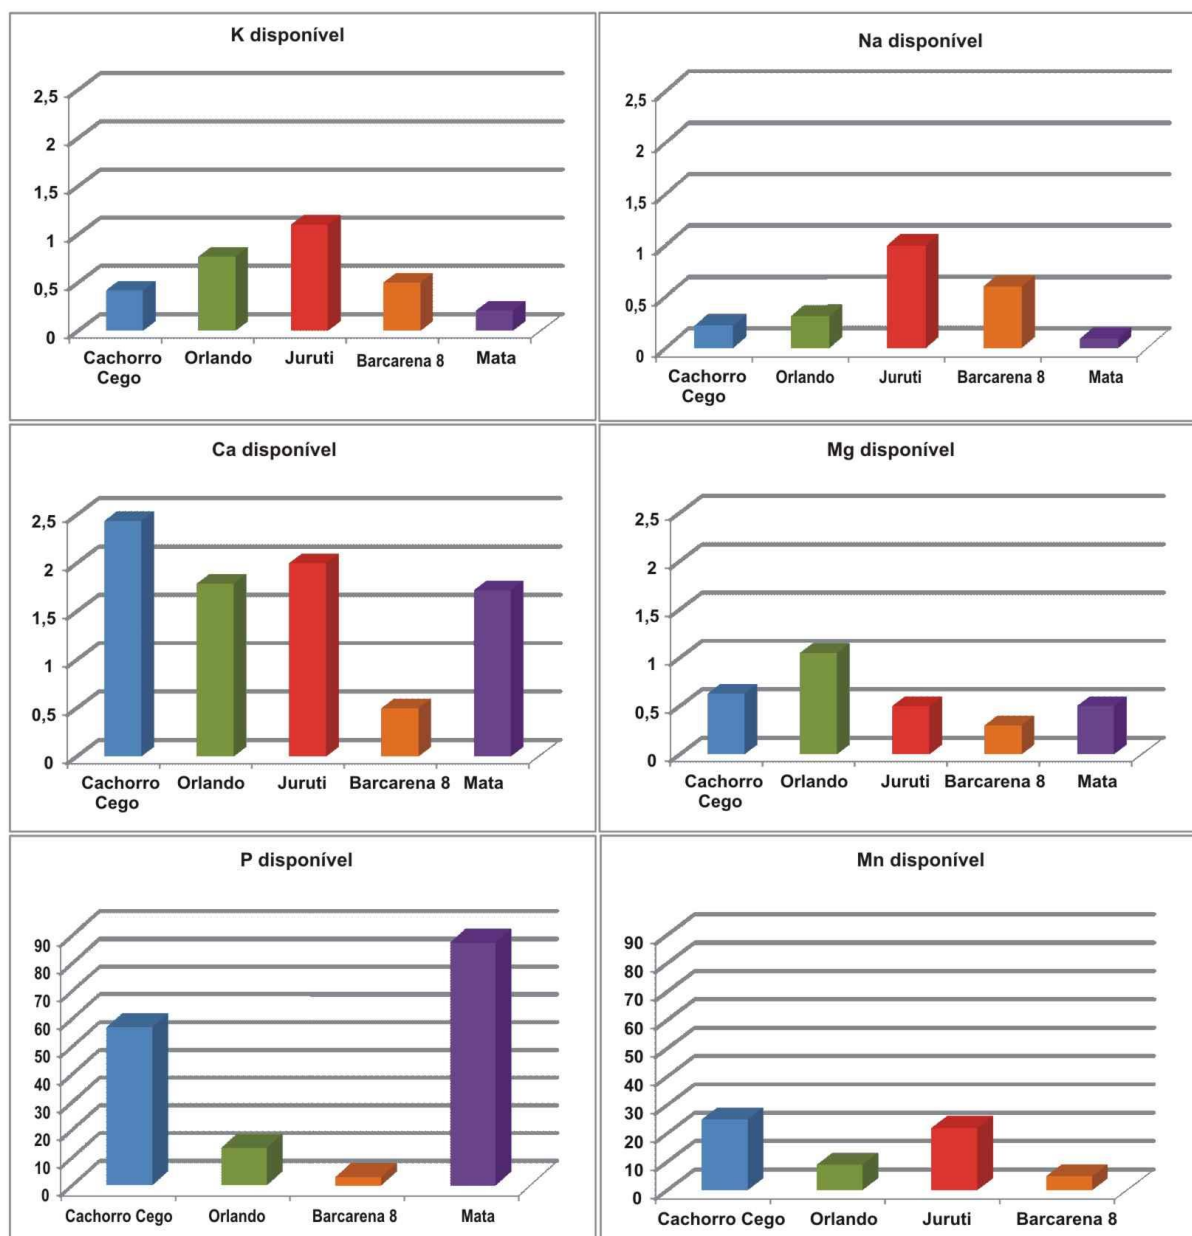 K disponível
2,5
2
1,5
1
0,5
0
Cachorro Cego
Orlando
Juruti
Barcarena 8
Mata
Na disponível
2,5
2
1,5
1
0,5
0
Cachorro Cego
Orlando
Juruti
Barcarena 8
Mata
Ca disponível
2,5
2
1,5
1
0,5
0
Cachorro Cego
Orlando
Juruti
Barcarena 8
Mata
Mg disponível
2,5
2
1,5
1
0,5
0
Cachorro Cego
Orlando
Juruti
Barcarena 8
Mata
P disponível
90
80
70
60
50
40
30
20
10
0
Cachorro Cego
Orlando
Barcarena 8
Mata
Mn disponível
90
80
70
60
50
40
30
20
10
0
Cachorro Cego
Orlando
Juruti
Barcarena 8